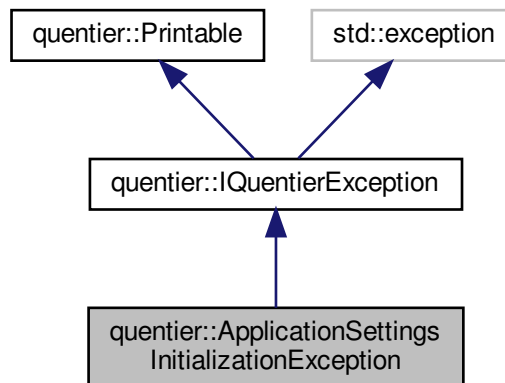 quentier::Printable
std::exception
quentier::IQuentierException
quentier::ApplicationSettings
InitializationException